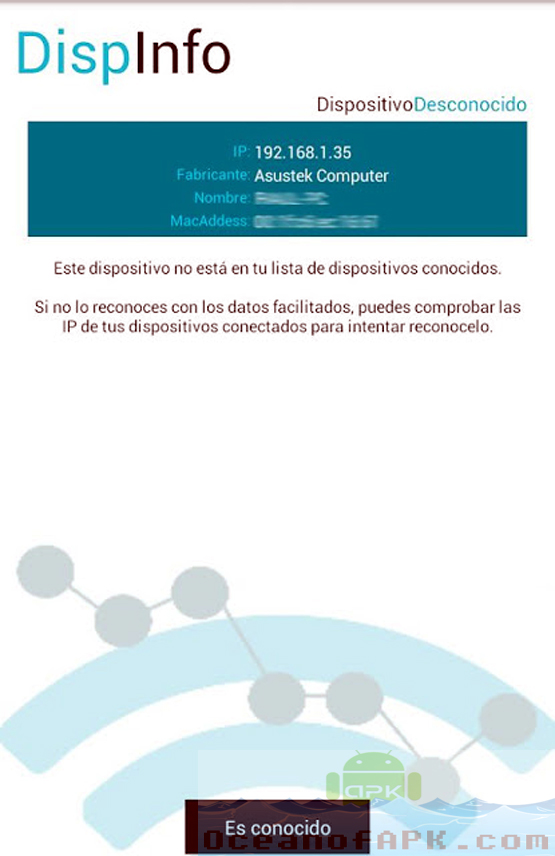 DispInfo
DispositivoDesconocido
IP: 192.168.1.35
Fabricante: Asustek Computer
Nombre:
MacAddess:
Este dispositivo no está en tu lista de dispositivos conocidos.
Si no lo reconoces con los datos facilitados, puedes comprobar las
IP de tus dispositivos conectados para intentar reconocelo.
apk
Es conocido
OceanofAPK.com